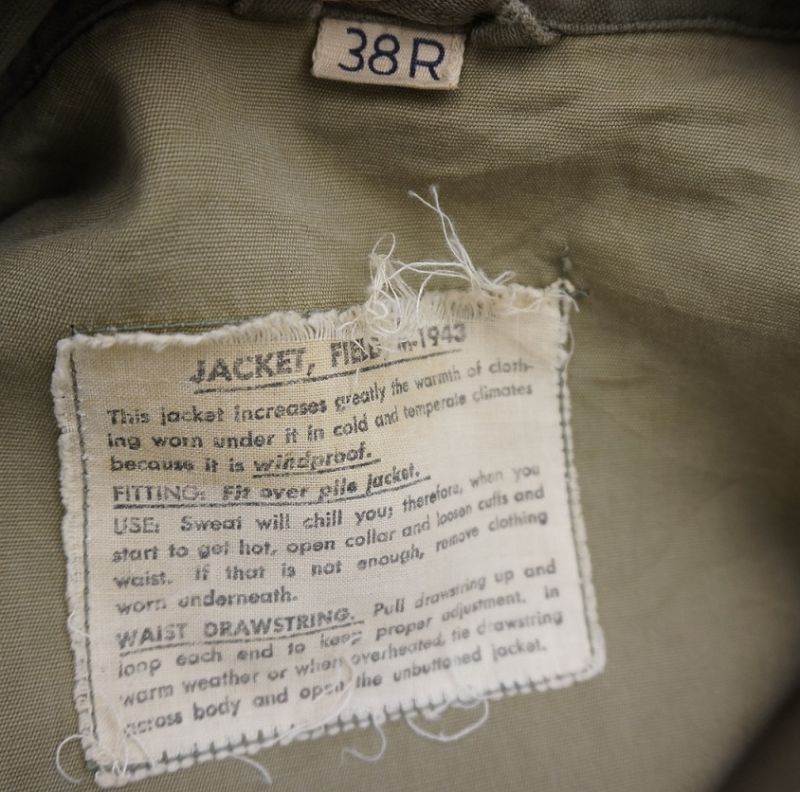 38R
JACKET, FIELD M-1943
This jacket increases greatly the warmth of cloth-
ing worn under it in cold and temperate climates
because it is windproof.
FITTING: Fit over pile jacket.
USE: Sweat will chill you; therefore, when you
start to get hot, open collar and loosen cuffs and
waist. If that is not enough, remove clothing
worn underneath.
WAIST DRAWSTRING. Pull drawstring up and
loop each end to keep proper adjustment. In
warm weather or when overheated, tie drawstring
across body and open the unbuttoned jacket.